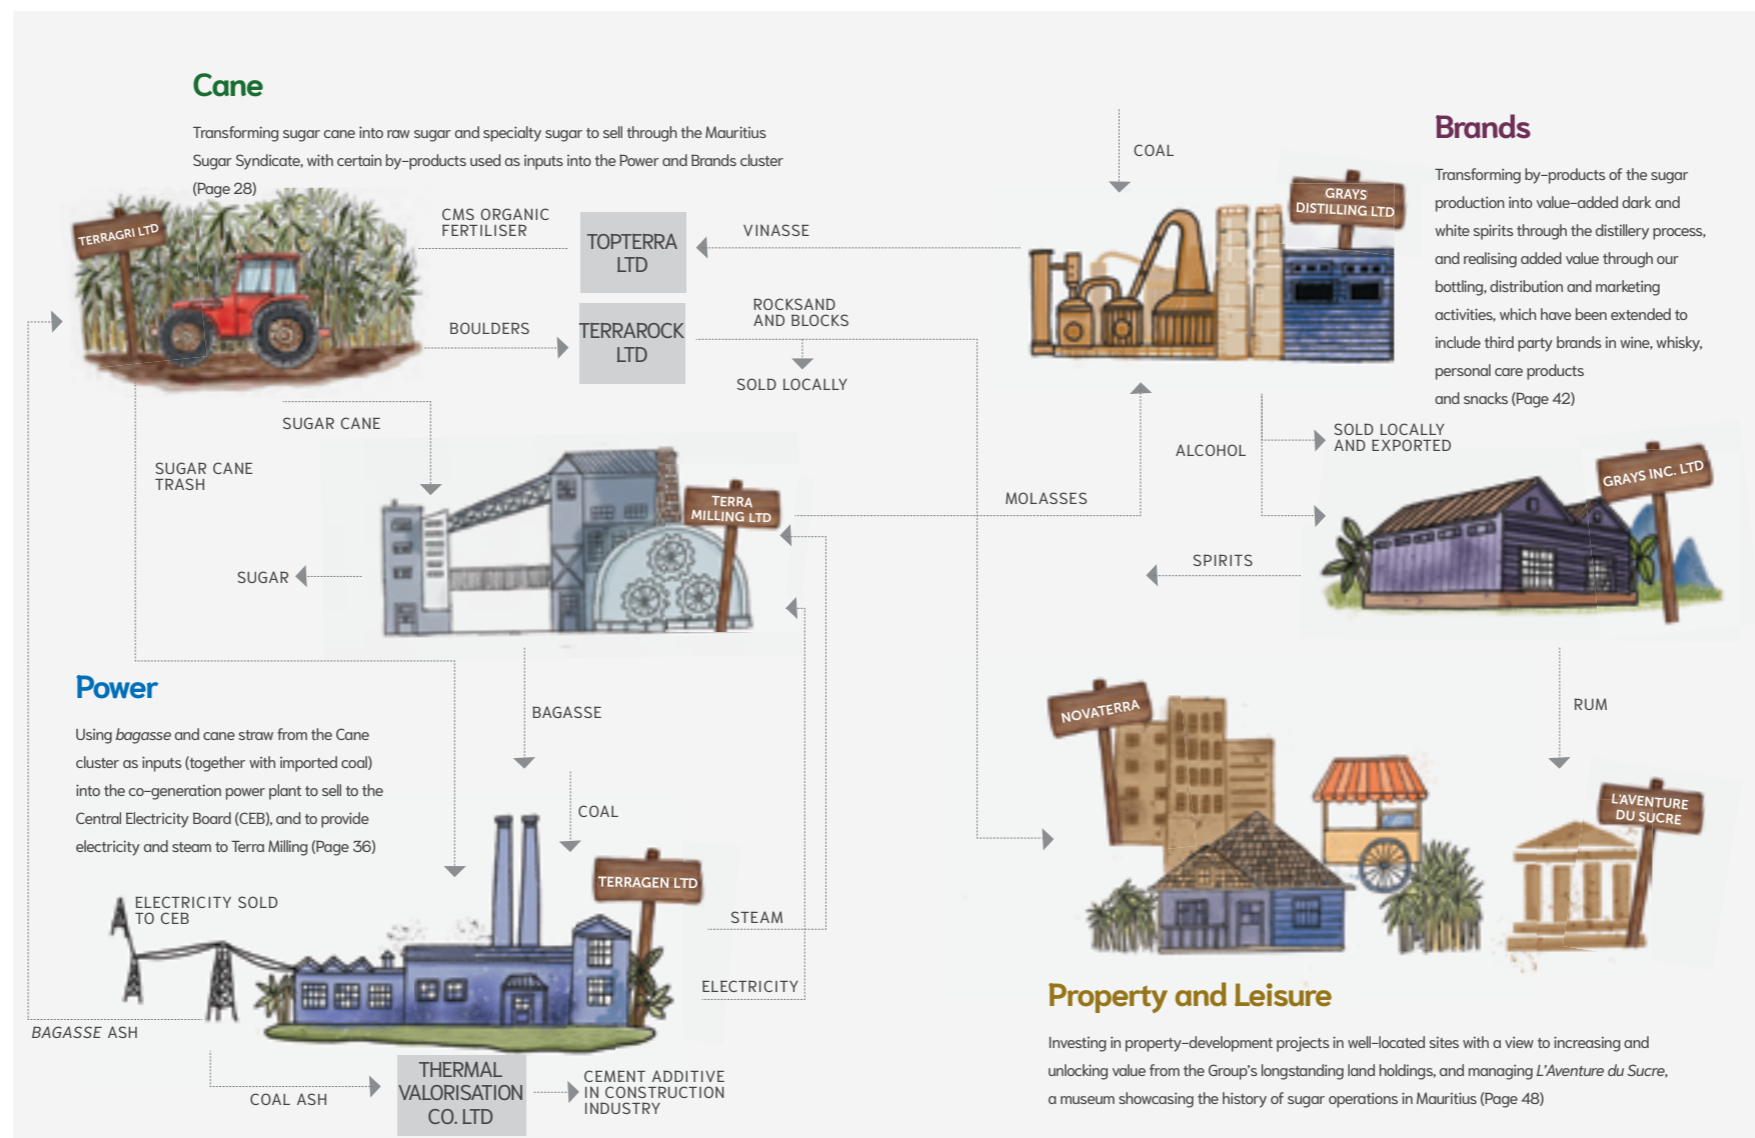 Cane
Transforming sugar cane into raw sugar and specialty sugar to sell through the Mauritius
Sugar Syndicate, with certain by-products used as inputs into the Power and Brands cluster
(Page 28)
TERRAGRI LTD
CMS ORGANIC
FERTILISER
TOPTERRA
LTD
VINASSE
COAL
GRAYS
DISTILLING LTD
Brands
Transforming by-products of the sugar
production into value-added dark and
white spirits through the distillery process,
and realising added value through our
bottling, distribution and marketing
activities, which have been extended to
include third party brands in wine, whisky,
personal care products
and snacks (Page 42)
BOULDERS
TERRAROCK
LTD
ROCKSAND
AND BLOCKS
SOLD LOCALLY
SUGAR CANE
SUGAR CANE
TRASH
TERRA
MILLING LTD
SUGAR
MOLASSES
ALCOHOL
SOLD LOCALLY
AND EXPORTED
GRAYS INC. LTD
SPIRITS
RUM
Power
Using bagasse and cane straw from the Cane
cluster as inputs (together with imported coal)
into the co-generation power plant to sell to the
Central Electricity Board (CEB), and to provide
electricity and steam to Terra Milling (Page 36)
BAGASSE
COAL
TERRAGEN LTD
ELECTRICITY SOLD
TO CEB
STEAM
ELECTRICITY
BAGASSE ASH
COAL ASH
THERMAL
VALORISATION
CO. LTD
CEMENT ADDITIVE
IN CONSTRUCTION
INDUSTRY
NOVATERRA
L'AVENTURE
DU SUCRE
Property and Leisure
Investing in property-development projects in well-located sites with a view to increasing and
unlocking value from the Group's longstanding land holdings, and managing L'Aventure du Sucre,
a museum showcasing the history of sugar operations in Mauritius (Page 48)